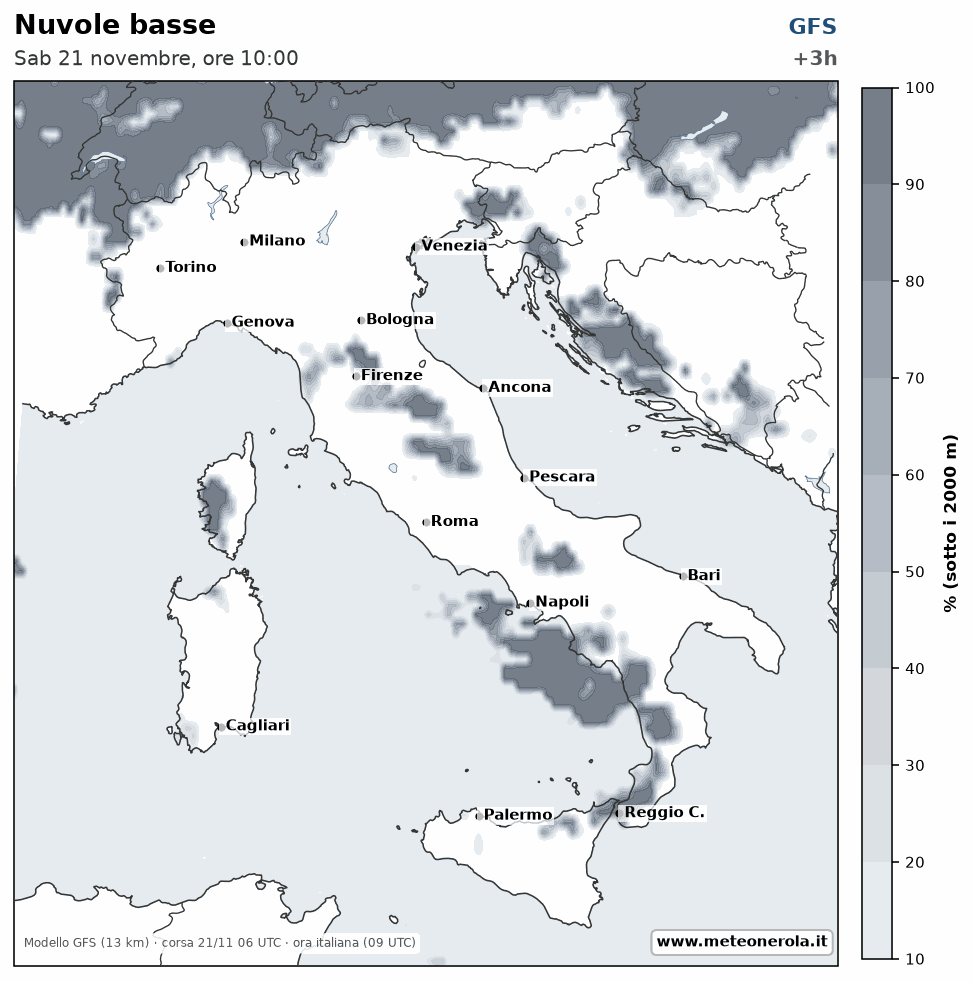 Nuvole basse
GFS
Sab 21 novembre, ore 10:00
+3h
100
90
80
70
60
50
40
30
20
10
% (sotto i 2000 m)
Milano
Venezia
Torino
Genova
Bologna
Firenze
Ancona
Pescara
Roma
Bari
Napoli
Cagliari
Palermo
Reggio C.
Modello GFS (13 km) · corsa 21/11 06 UTC · ora italiana (09 UTC)
www.meteonerola.it